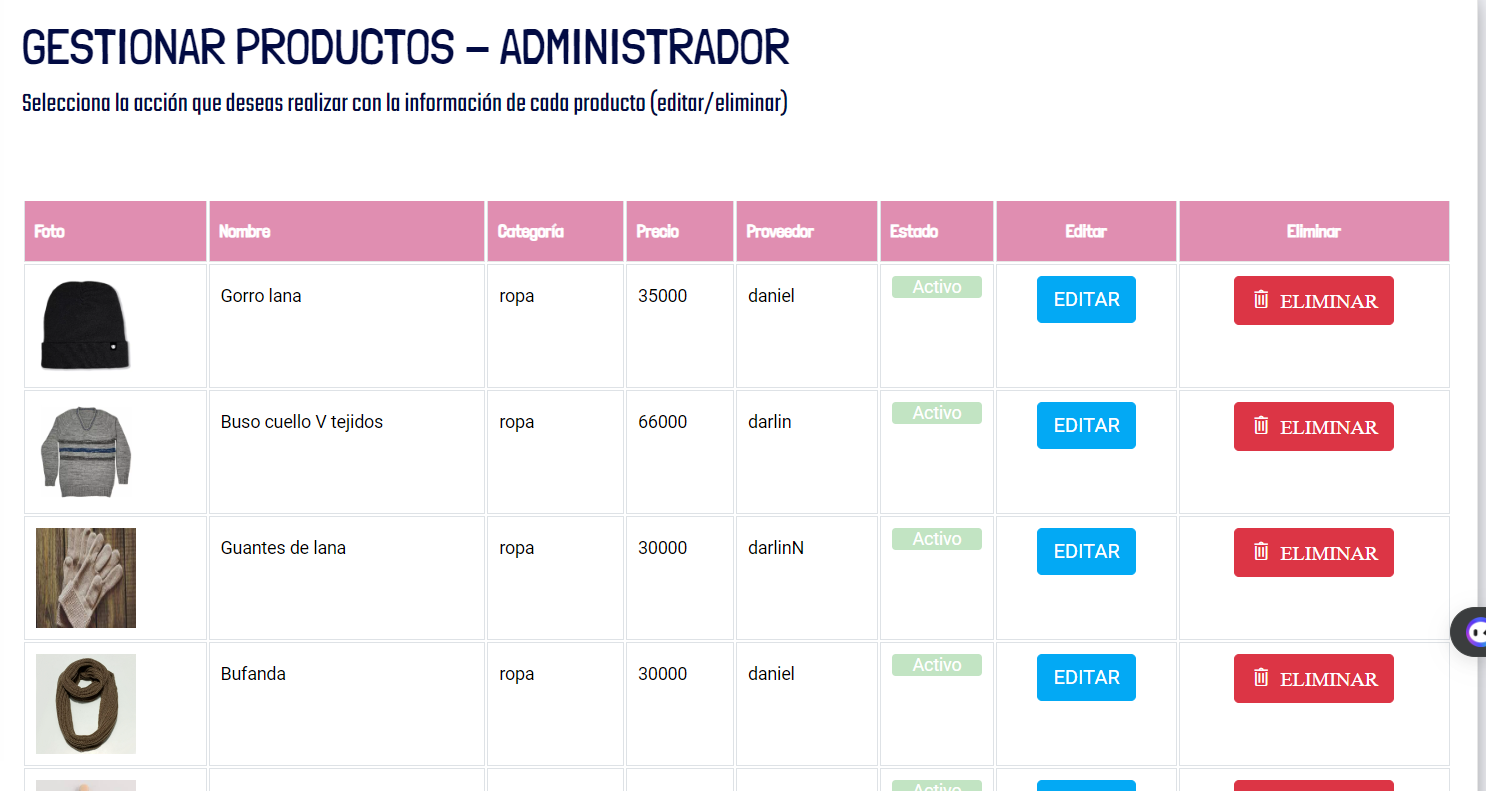 GESTIONAR PRODUCTOS – ADMINISTRADOR
Selecciona la acción que deseas realizar con la información de cada producto (editar/eliminar)
Foto Nombre Categoría Precio Proveedor Estado Editar Eliminar
Gorro lana ropa 35000 daniel Activo EDITAR ELIMINAR
Buso cuello V tejidos ropa 66000 darlin Activo EDITAR ELIMINAR
Guantes de lana ropa 30000 darlinN Activo EDITAR ELIMINAR
Bufanda ropa 30000 daniel Activo EDITAR ELIMINAR
Activo